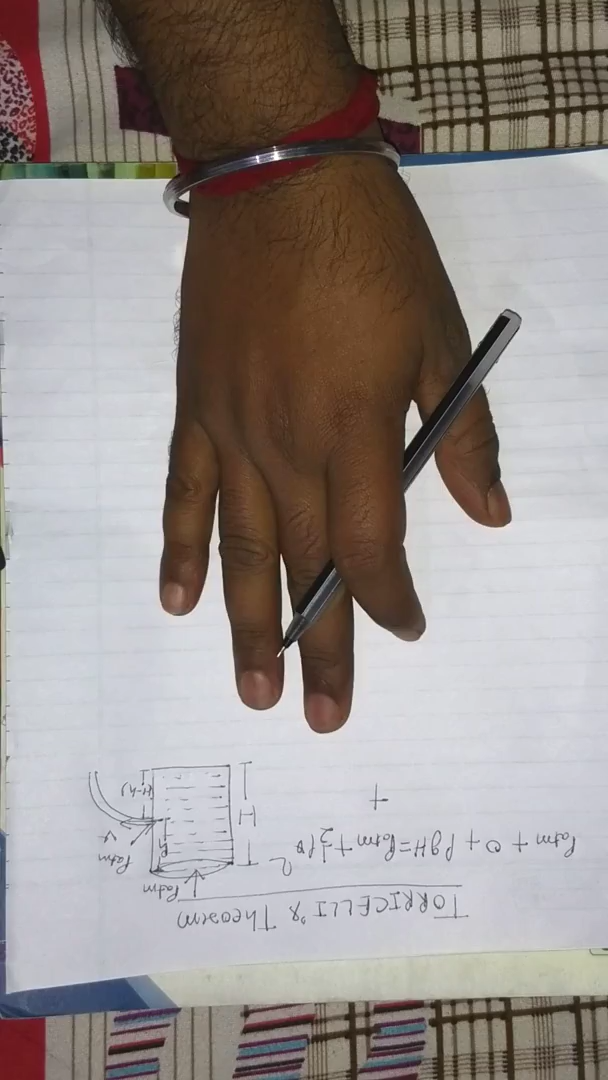 TORRICELLI'S Theorem
Patm + 0 + ρgH = Patm + ½ρv²
+
Patm
Patm
h
v
H
(H-h)